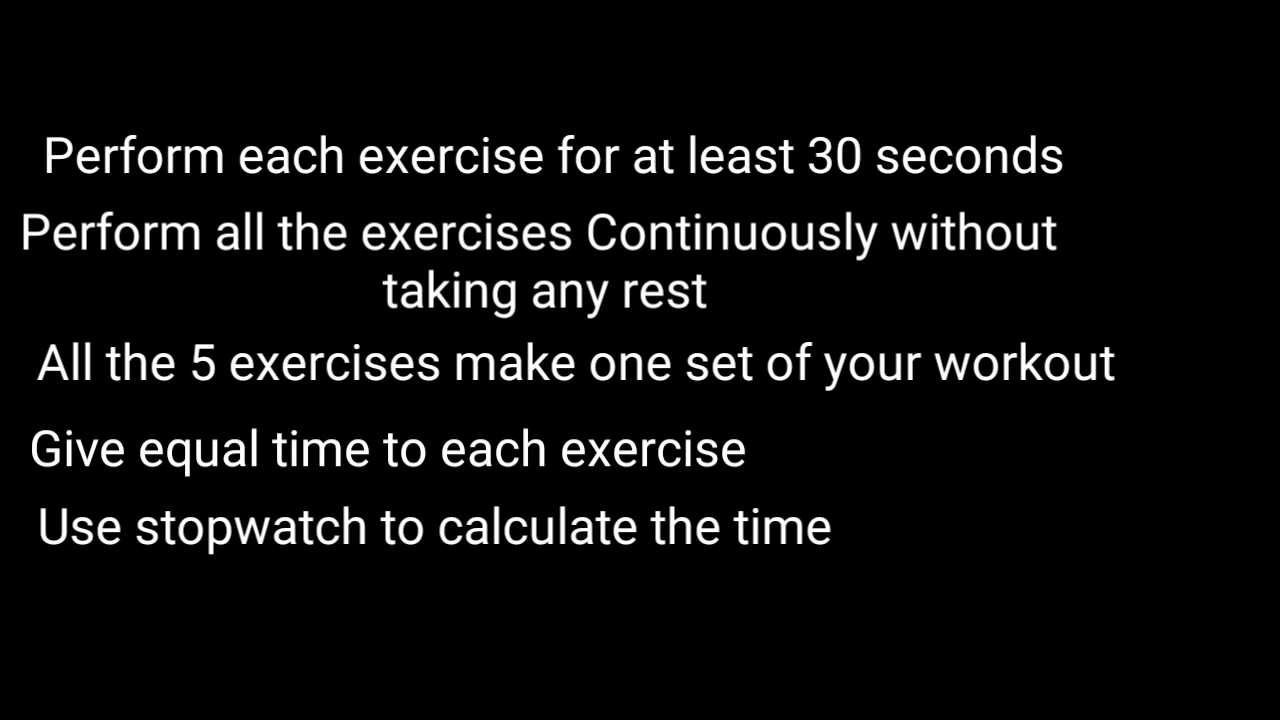 Perform each exercise for at least 30 seconds
Perform all the exercises Continuously without
taking any rest
All the 5 exercises make one set of your workout
Give equal time to each exercise
Use stopwatch to calculate the time